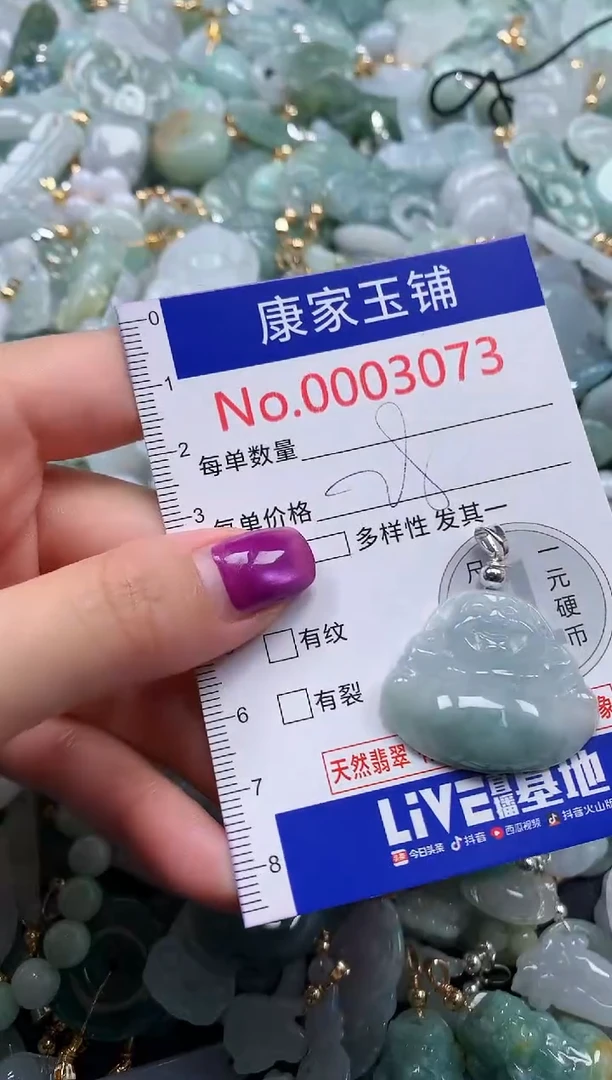 0
康家玉铺
1
No.0003073
2
每单数量
3
每单价格
多样性 发其一
尺
一元硬币
有纹
6
有裂
天然翡翠
象
7
LIVE直播基地
8
头条 今日头条 抖音 西瓜视频 抖音火山版